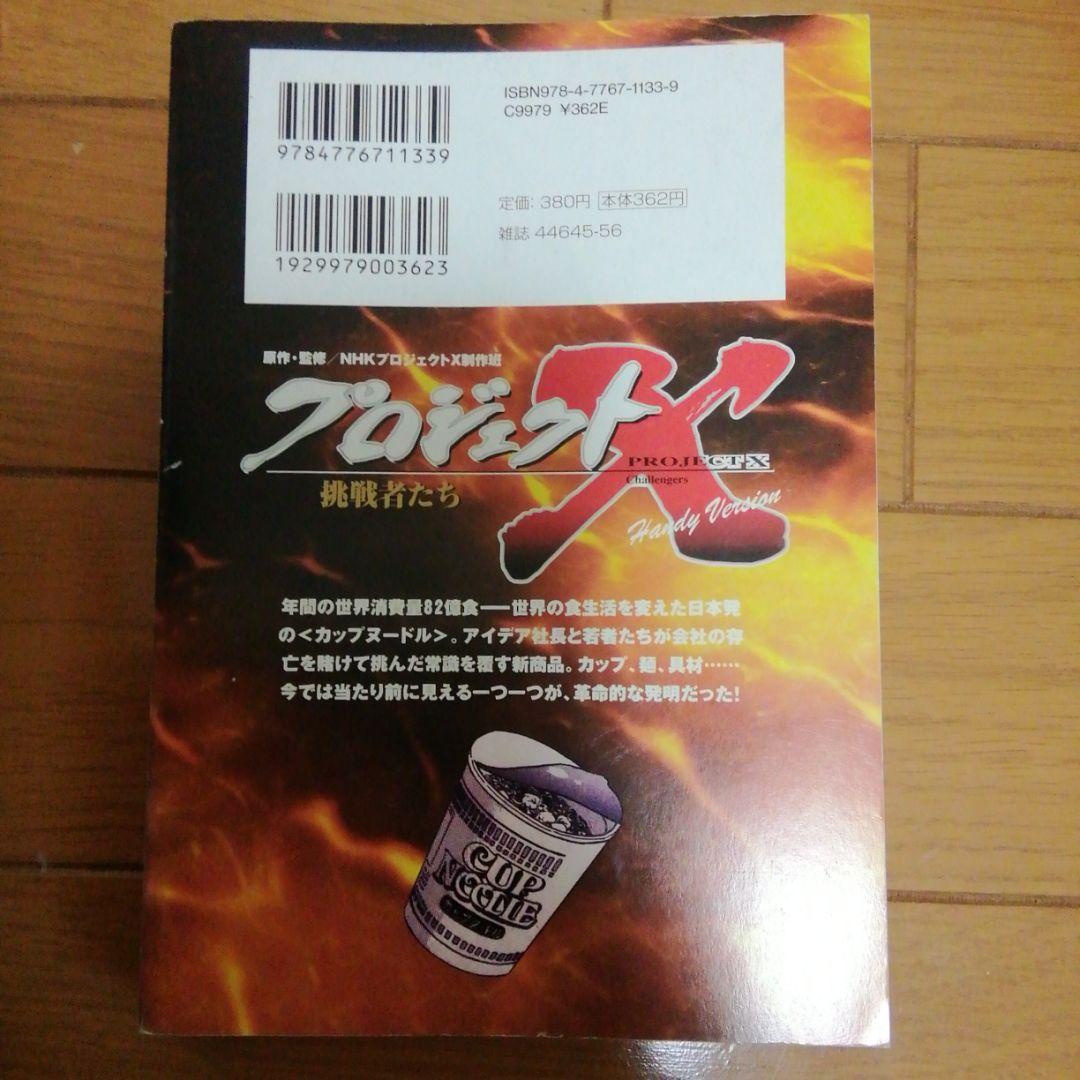 ISBN978-4-7767-1133-9
C9979 ¥362E
9784776711339
定価: 380円 本体362円
雑誌 44645-56
1929979003623
原作・監修/NHKプロジェクトX制作班
プロジェクトX
PROJECT-X
Challengers
挑戦者たち
Handy Version
年間の世界消費量82億食──世界の食生活を変えた日本発
の<カップヌードル>。アイデア社長と若者たちが会社の存
亡を賭けて挑んだ常識を覆す新商品。カップ、麺、具材……
今では当たり前に見える一つ一つが、革命的な発明だった!
CUP
NOODLE